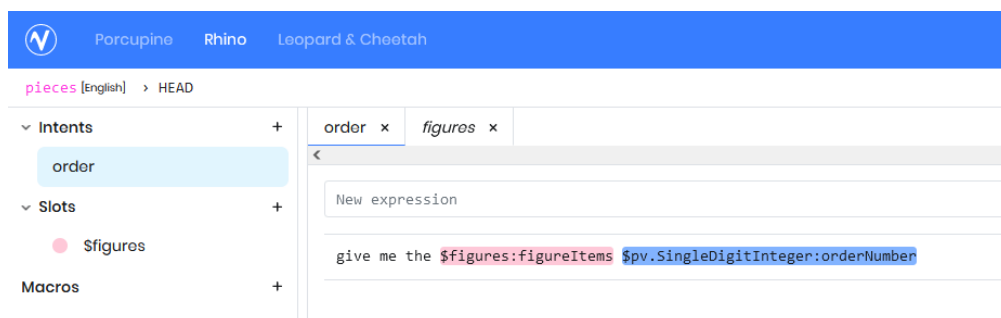 Porcupine Rhino Leopard & Cheetah
pieces [English] > HEAD
Intents +
order
Slots +
$figures
Macros +
order × figures ×
<
New expression
give me the $figures:figureItems $pv.SingleDigitInteger:orderNumber